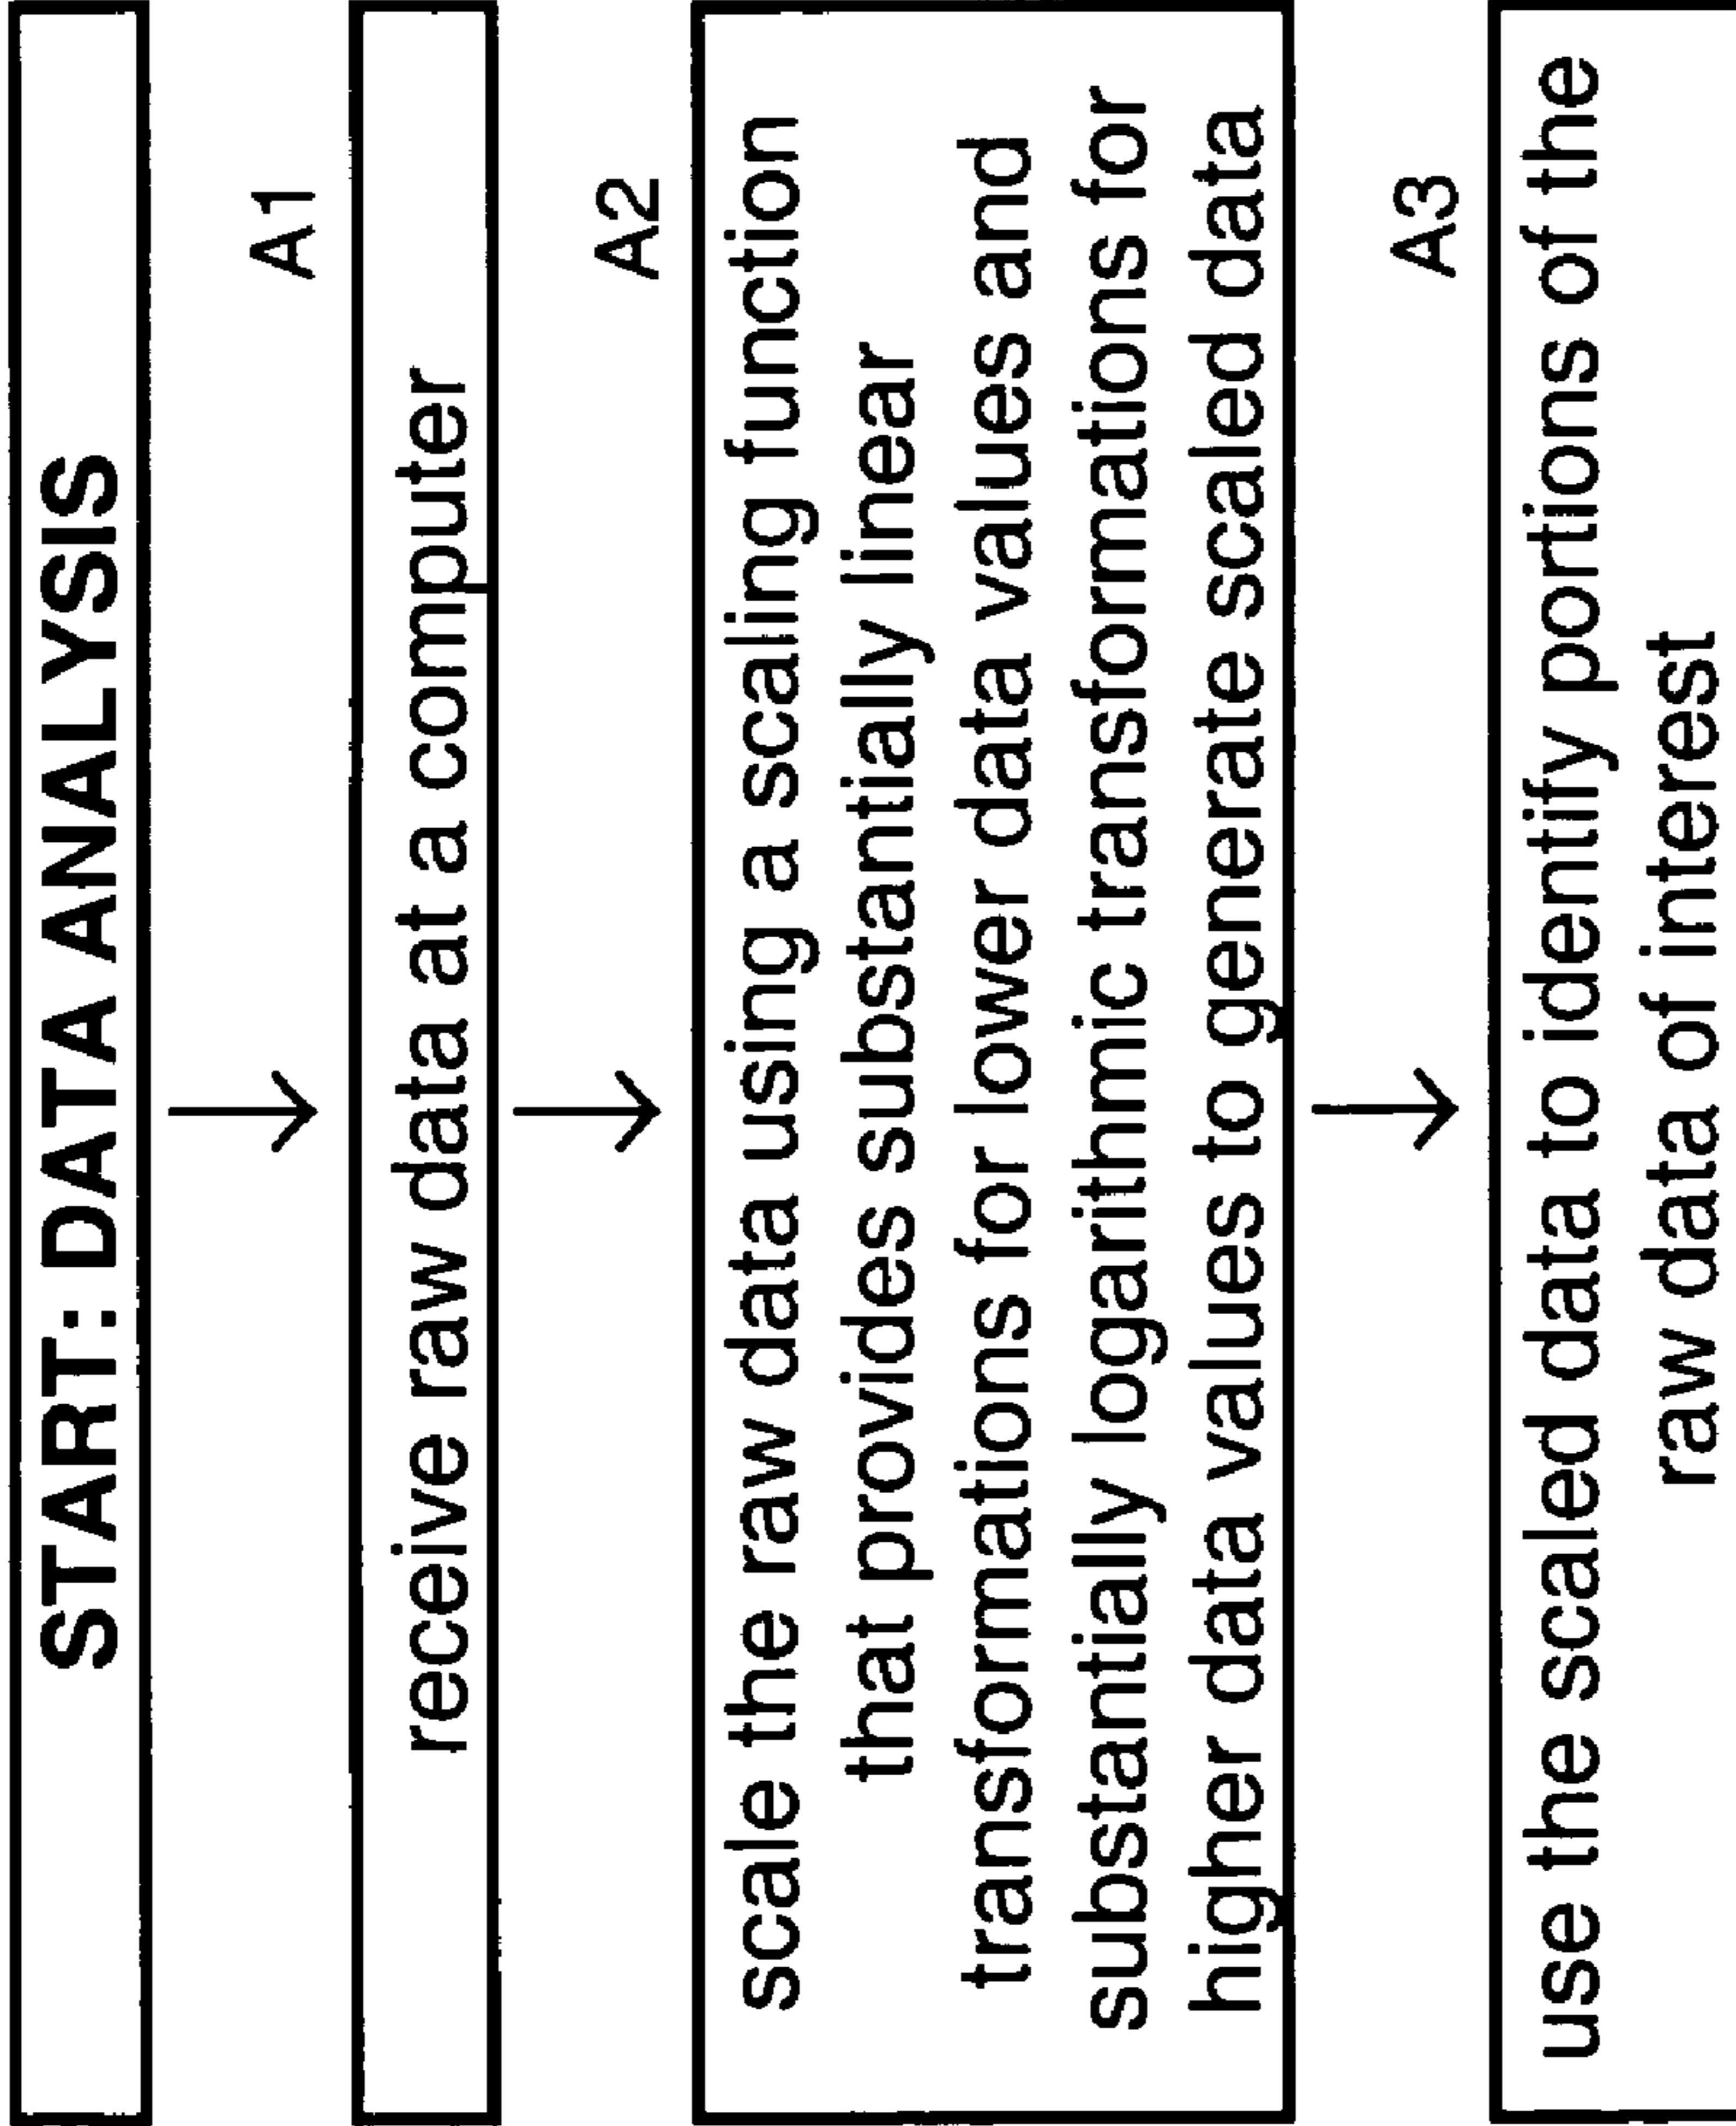 START: DATA ANALYSIS
A1
receive raw data at a computer
A2
scale the raw data using a scaling function
that provides substantially linear
transformations for lower data values and
substantially logarithmic transformations for
higher data values to generate scaled data
A3
use the scaled data to identify portions of the
raw data of interest